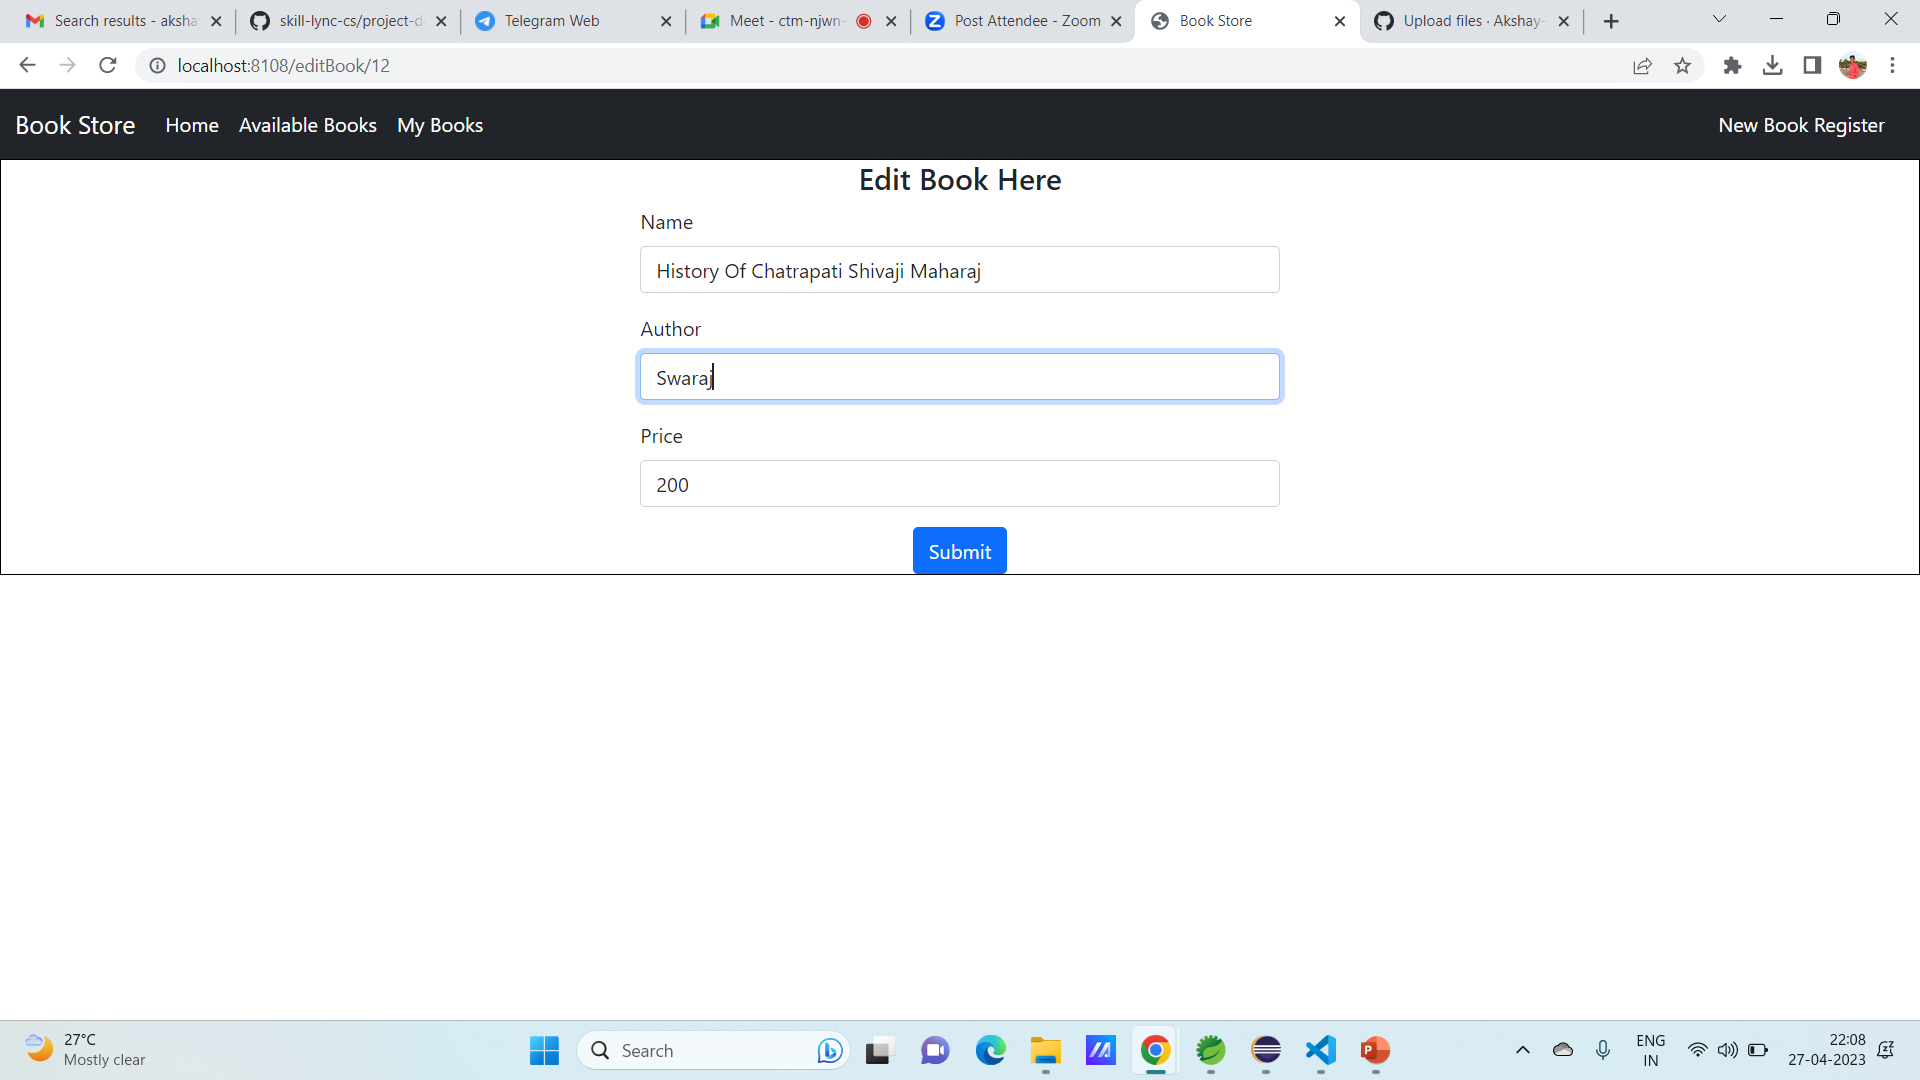 Search results - aksha
skill-lync-cs/project-d
Telegram Web
Meet - ctm-njwn-
Post Attendee - Zoom
Book Store
Upload files · Akshay-
localhost:8108/editBook/12
Book Store
Home
Available Books
My Books
New Book Register
Edit Book Here
Name
History Of Chatrapati Shivaji Maharaj
Author
Swaraj
Price
200
Submit
27°C
Mostly clear
Search
ENG
IN
22:08
27-04-2023